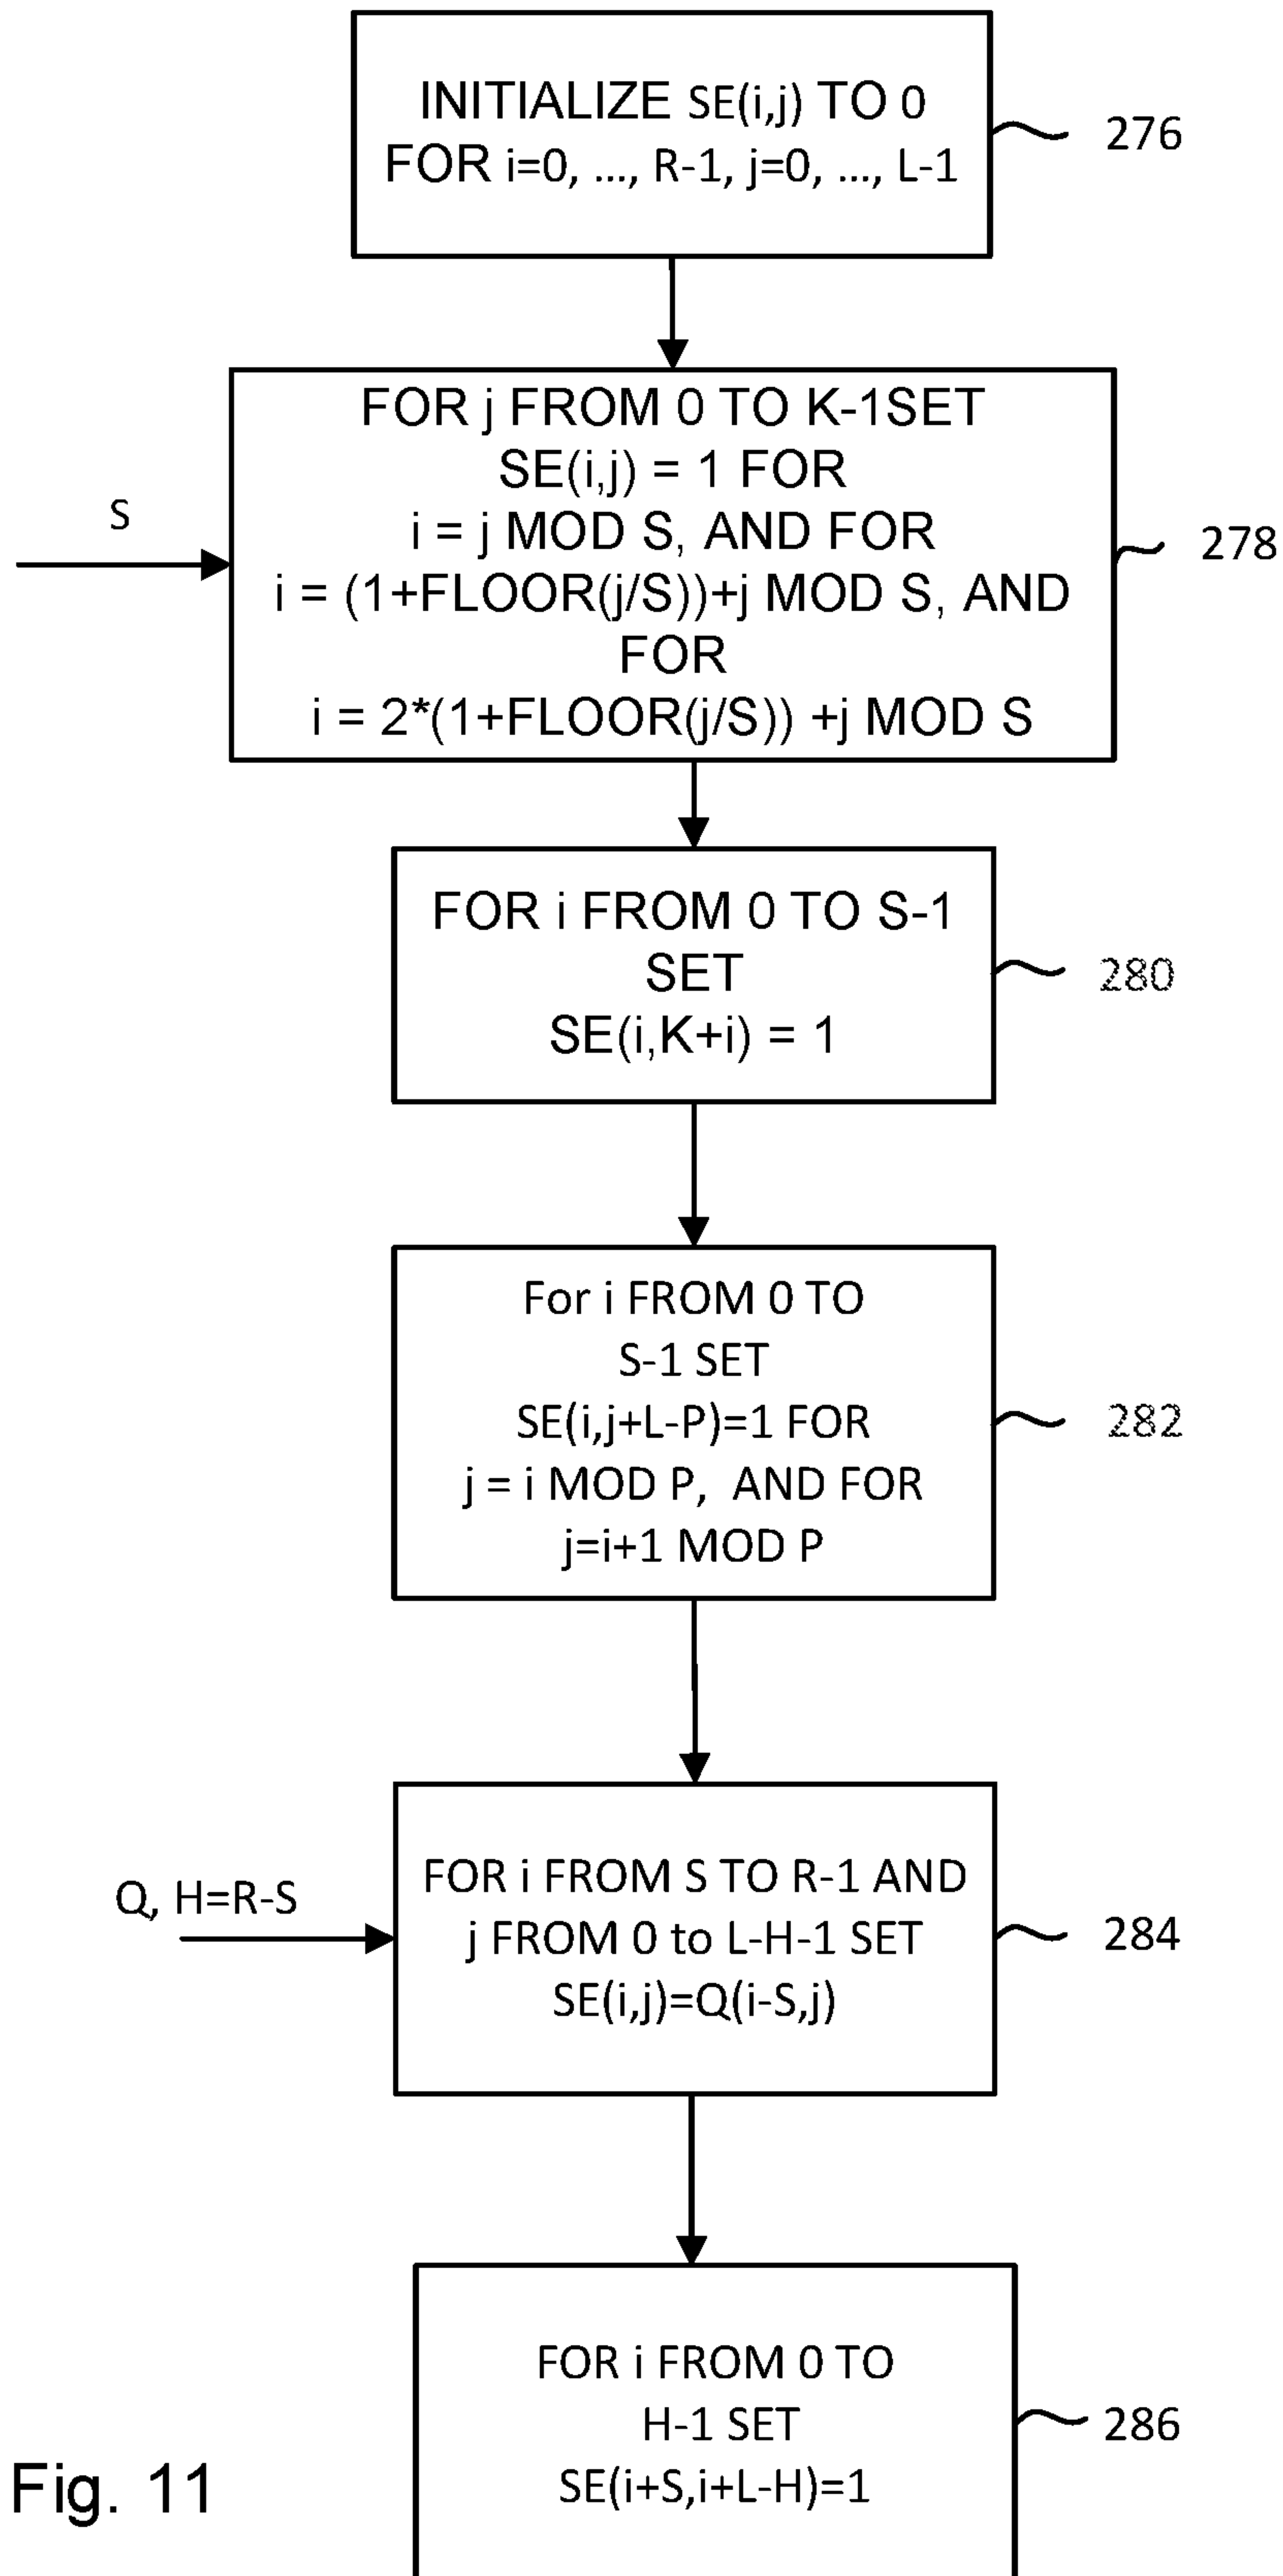 INITIALIZE SE(i,j) TO 0
FOR i=0, ..., R-1, j=0, ..., L-1
276
FOR j FROM 0 TO K-1SET
SE(i,j) = 1 FOR
i = j MOD S, AND FOR
i = (1+FLOOR(j/S))+j MOD S, AND
FOR
i = 2*(1+FLOOR(j/S)) +j MOD S
S
278
FOR i FROM 0 TO S-1
SET
SE(i,K+i) = 1
280
For i FROM 0 TO
S-1 SET
SE(i,j+L-P)=1 FOR
j = i MOD P, AND FOR
j=i+1 MOD P
282
Q, H=R-S
FOR i FROM S TO R-1 AND
j FROM 0 to L-H-1 SET
SE(i,j)=Q(i-S,j)
284
FOR i FROM 0 TO
H-1 SET
SE(i+S,i+L-H)=1
286
Fig. 11